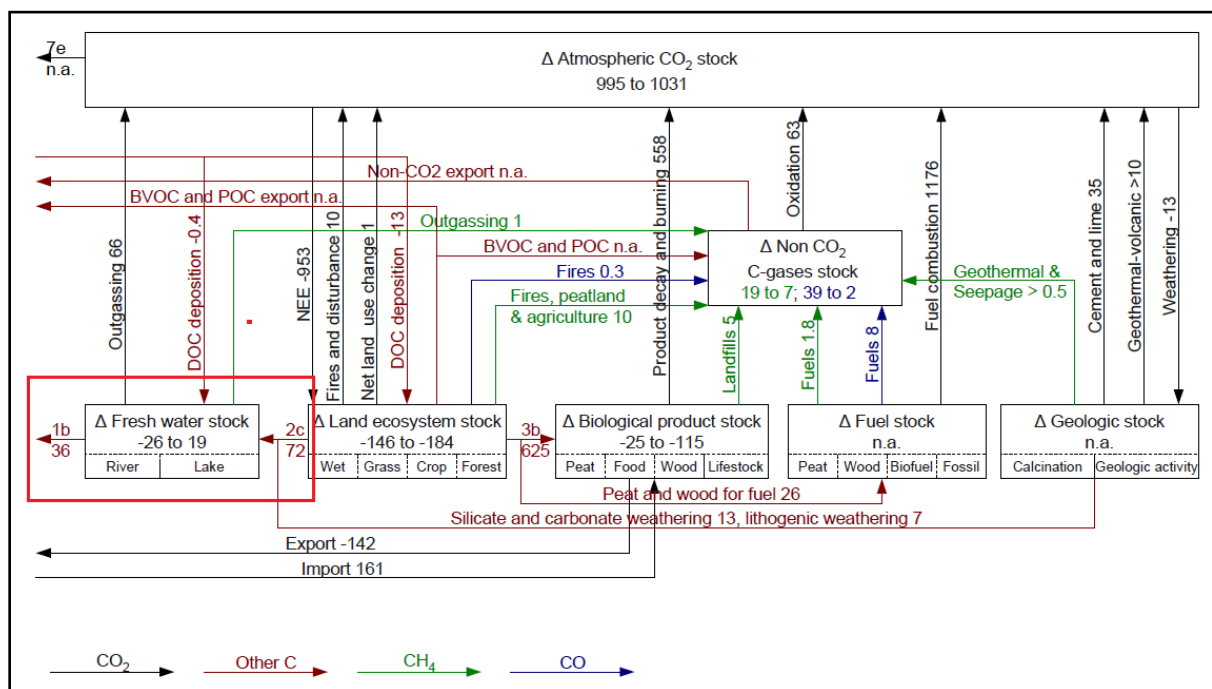 7e
n.a.
Δ Atmospheric CO2 stock
995 to 1031
Outgassing 66
DOC deposition -0.4
NEE -953
Fires and disturbance 10
Net land use change 1
DOC deposition -13
Product decay and burning 558
Oxidation 63
Fuel combustion 1176
Cement and lime 35
Geothermal-volcanic >10
Weathering -13
Non-CO2 export n.a.
BVOC and POC export n.a.
Outgassing 1
BVOC and POC n.a.
Fires 0.3
Fires, peatland
& agriculture 10
Δ Non CO2
C-gases stock
19 to 7; 39 to 2
Geothermal &
Seepage > 0.5
Landfills 5
Fuels 1.8
Fuels 8
1b
36
Δ Fresh water stock
-26 to 19
River Lake
2c
72
Δ Land ecosystem stock
-146 to -184
Wet Grass Crop Forest
3b
625
Δ Biological product stock
-25 to -115
Peat Food Wood Lifestock
Δ Fuel stock
n.a.
Peat Wood Biofuel Fossil
Δ Geologic stock
n.a.
Calcination Geologic activity
Peat and wood for fuel 26
Silicate and carbonate weathering 13, lithogenic weathering 7
Export -142
Import 161
CO2 Other C CH4 CO